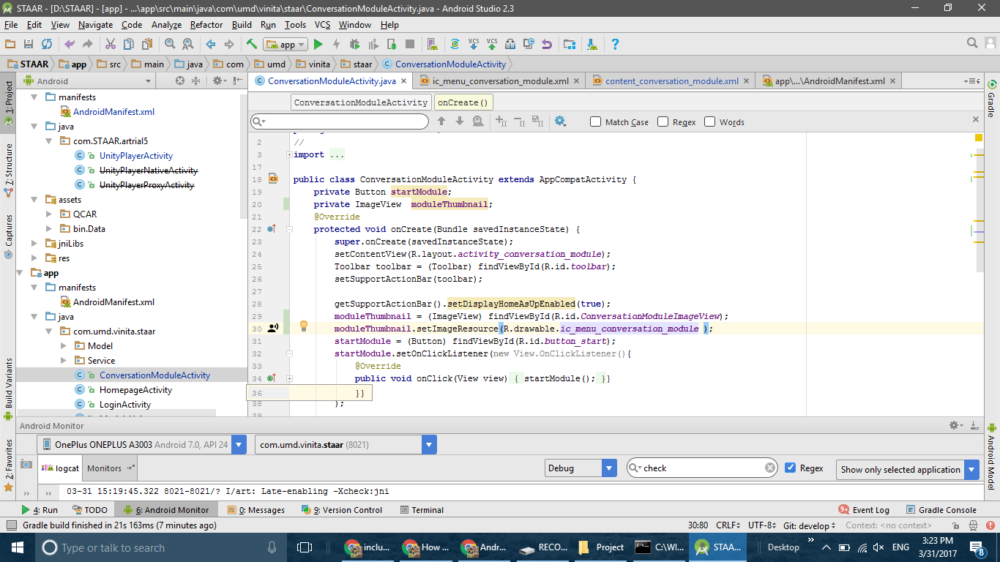 STAAR - [D:\STAAR] - [app] - ...\app\src\main\java\com\umd\vinita\staar\ConversationModuleActivity.java - Android Studio 2.3
File Edit View Navigate Code Analyze Refactor Build Run Tools VCS Window Help
app
VCS VCS
STAAR app src main java com umd vinita staar ConversationModuleActivity
Android
ConversationModuleActivity.java ic_menu_conversation_module.xml content_conversation_module.xml app\...\AndroidManifest.xml
6
1: Project
7: Structure
Captures
Build Variants
2: Favorites
manifests
AndroidManifest.xml
java
com.STAAR.artrial5
UnityPlayerActivity
UnityPlayerNativeActivity
UnityPlayerProxyActivity
assets
QCAR
bin.Data
jniLibs
res
app
manifests
AndroidManifest.xml
java
com.umd.vinita.staar
Model
Service
ConversationModuleActivity
HomepageActivity
LoginActivity
ConversationModuleActivity onCreate()
Match Case Regex Words
2 //
3 import ...
17
18 public class ConversationModuleActivity extends AppCompatActivity {
19 private Button startModule;
20 private ImageView moduleThumbnail;
21 @Override
22 protected void onCreate(Bundle savedInstanceState) {
23 super.onCreate(savedInstanceState);
24 setContentView(R.layout.activity_conversation_module);
25 Toolbar toolbar = (Toolbar) findViewById(R.id.toolbar);
26 setSupportActionBar(toolbar);
28 getSupportActionBar().setDisplayHomeAsUpEnabled(true);
29 moduleThumbnail = (ImageView) findViewById(R.id.ConversationModuleImageView);
30 moduleThumbnail.setImageResource(R.drawable.ic_menu_conversation_module );
31 startModule = (Button) findViewById(R.id.button_start);
32 startModule.setOnClickListener(new View.OnClickListener(){
33 @Override
34 public void onClick(View view) { startModule(); }}
36 }}
38 );
Gradle
Android Model
Android Monitor
OnePlus ONEPLUS A3003 Android 7.0, API 24 com.umd.vinita.staar (8021)
logcat Monitors Debug check Regex Show only selected application
03-31 15:19:45.322 8021-8021/? I/art: Late-enabling -Xcheck:jni
4: Run TODO 6: Android Monitor 0: Messages 9: Version Control Terminal 9+ Event Log Gradle Console
Gradle build finished in 21s 163ms (7 minutes ago) 30:80 CRLF UTF-8 Git: develop Context: <no context>
Type or talk to search inclu... How ... Andr... RECO... Project C:\WI... STAA... Desktop ENG 3:23 PM
3/31/2017
8